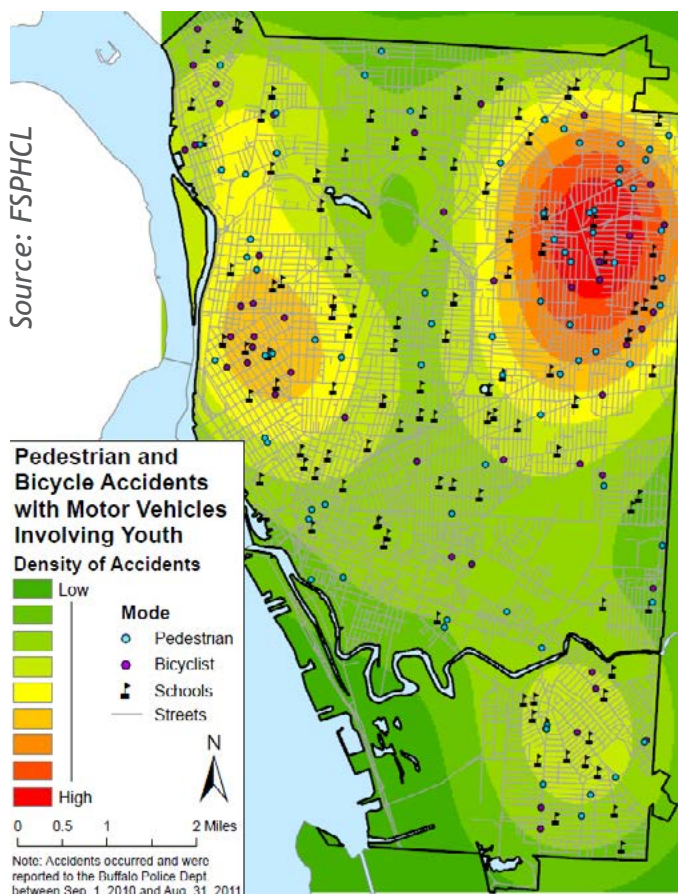 Source: FSPHCL
Pedestrian and
Bicycle Accidents
with Motor Vehicles
Involving Youth
Density of Accidents
Low
High
Mode
Pedestrian
Bicyclist
Schools
Streets
N
0 0.5 1 2 Miles
Note: Accidents occurred and were
reported to the Buffalo Police Dept.
between Sep. 1, 2010 and Aug. 31, 2011